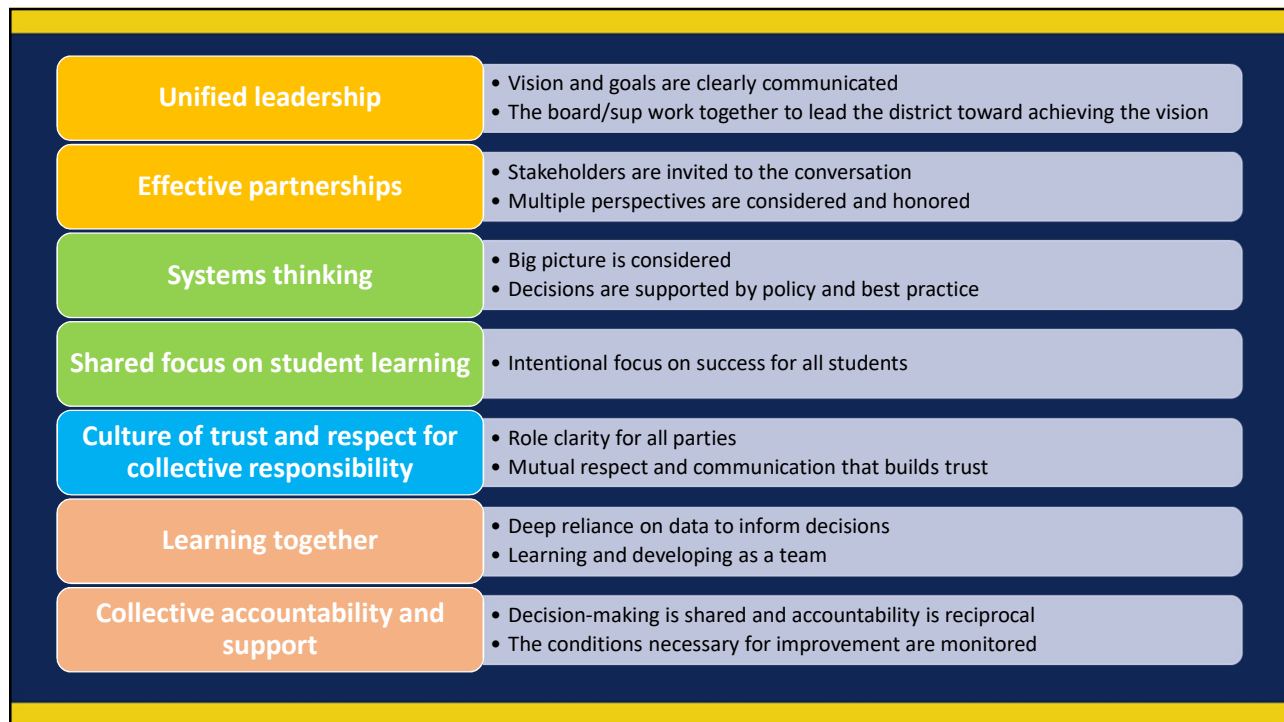 Unified leadership
• Vision and goals are clearly communicated
• The board/sup work together to lead the district toward achieving the vision
Effective partnerships
• Stakeholders are invited to the conversation
• Multiple perspectives are considered and honored
Systems thinking
• Big picture is considered
• Decisions are supported by policy and best practice
Shared focus on student learning
• Intentional focus on success for all students
Culture of trust and respect for
collective responsibility
• Role clarity for all parties
• Mutual respect and communication that builds trust
Learning together
• Deep reliance on data to inform decisions
• Learning and developing as a team
Collective accountability and
support
• Decision-making is shared and accountability is reciprocal
• The conditions necessary for improvement are monitored